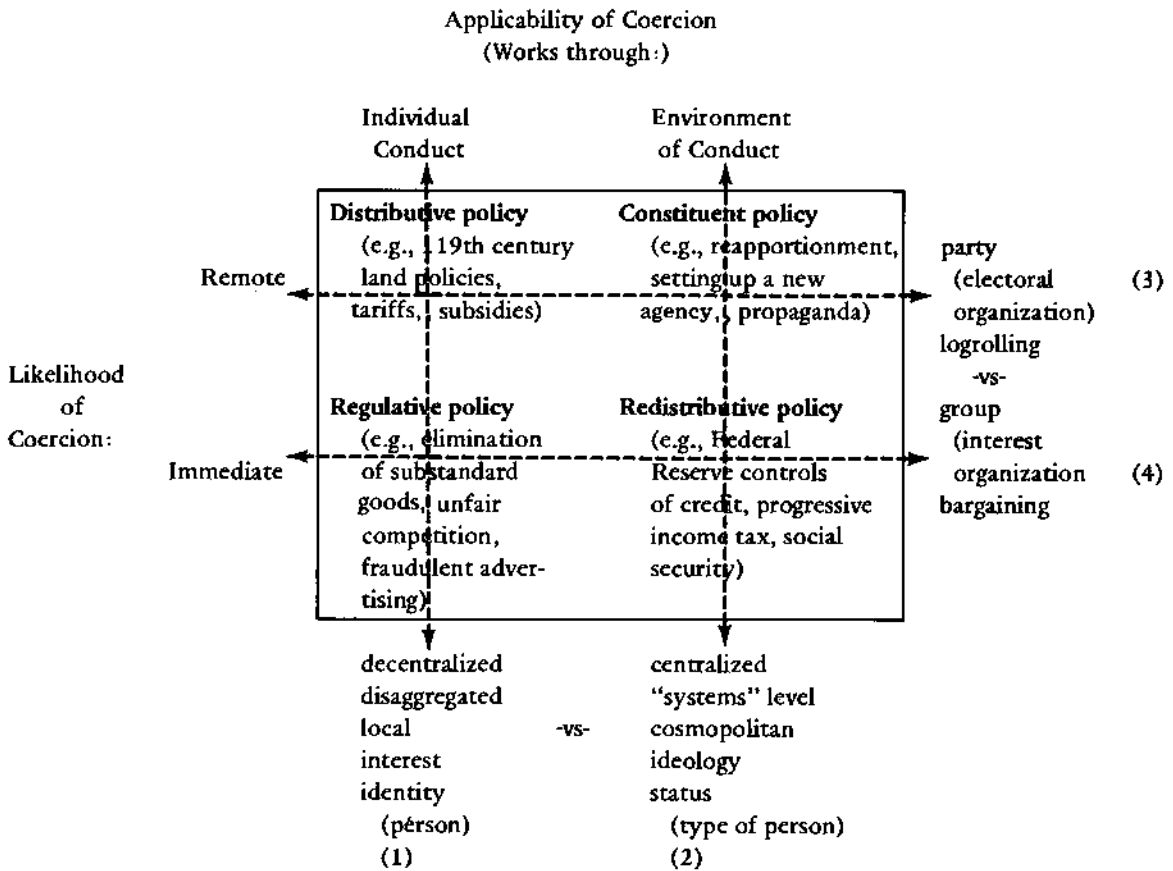 Applicability of Coercion
(Works through:)
Individual Conduct
Environment of Conduct
Likelihood of Coercion:
Remote
Distributive policy
(e.g., 19th century
land policies,
tariffs, subsidies)
Constituent policy
(e.g., reapportionment,
setting up a new
agency, propaganda)
party
(electoral
organization)
logrolling
-vs-
group
(interest
organization
bargaining
(3)
(4)
Immediate
Regulative policy
(e.g., elimination
of substandard
goods, unfair
competition,
fraudulent adver-
tising)
Redistributive policy
(e.g., Federal
Reserve controls
of credit, progressive
income tax, social
security)
decentralized
disaggregated
local
interest
identity
(person)
(1)
-vs-
centralized
"systems" level
cosmopolitan
ideology
status
(type of person)
(2)